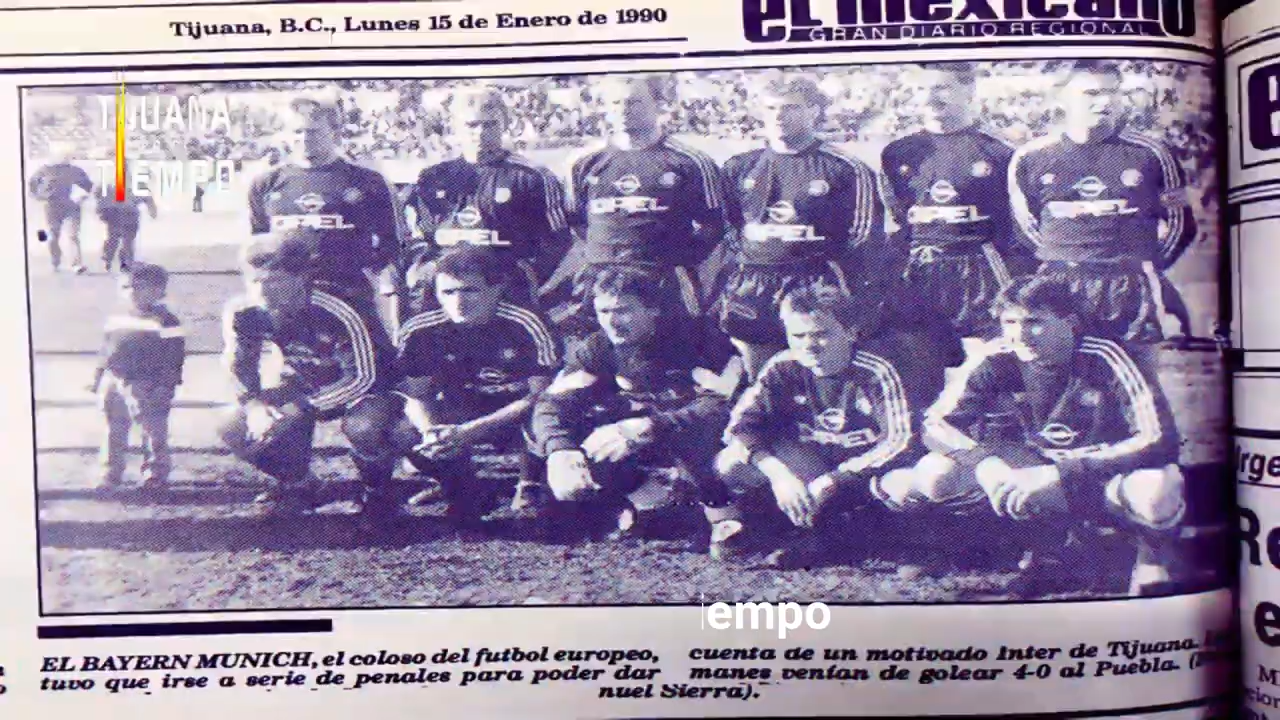 Tijuana, B.C., Lunes 15 de Enero de 1990
el mexicano
GRAN DIARIO REGIONAL
TIJUANA
TIEMPO
OPEL
OPEL
OPEL
OPEL
OPEL
OPEL
OPEL
empo
EL BAYERN MUNICH, el coloso del futbol europeo,
tuvo que irse a serie de penales para poder dar
cuenta de un motivado Inter de Tijuana.
manes venían de golear 4-0 al Puebla.
nuel Sierra).